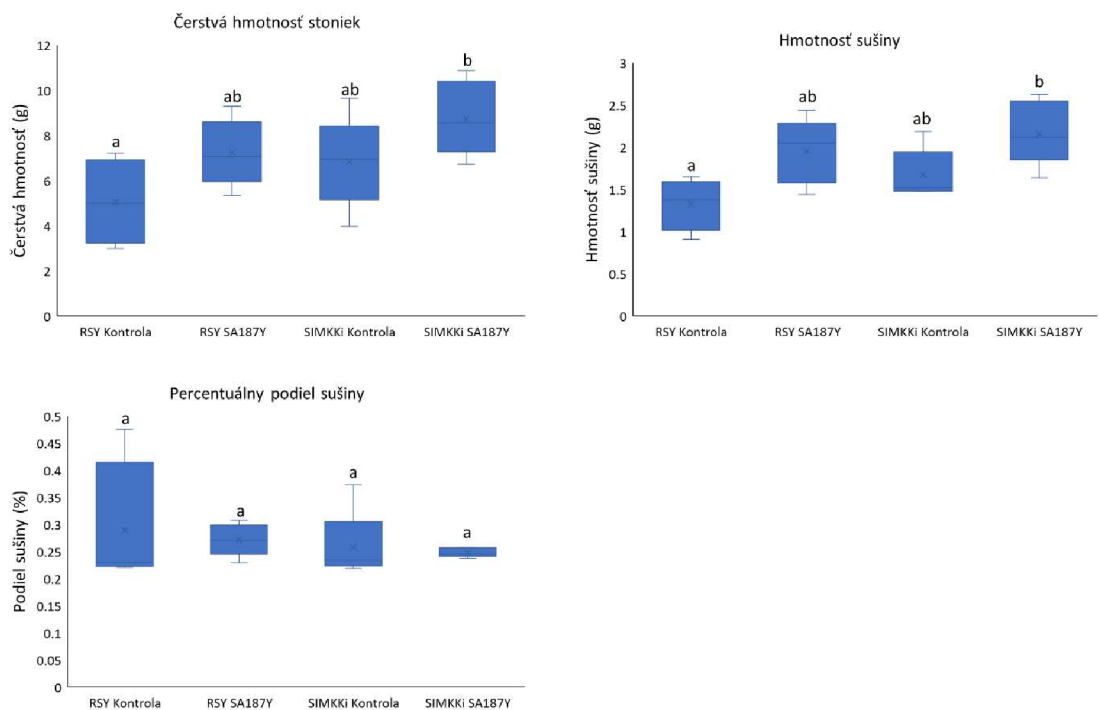 Čerstvá hmotnosť stoniek
Čerstvá hmotnosť (g)
12
10
8
6
4
2
0
a
ab
ab
b
RSY Kontrola
RSY SA187Y
SIMKKi Kontrola
SIMKKi SA187Y
Hmotnosť sušiny
Hmotnosť sušiny (g)
3
2.5
2
1.5
1
0.5
0
a
ab
ab
b
RSY Kontrola
RSY SA187Y
SIMKKi Kontrola
SIMKKi SA187Y
Percentuálny podiel sušiny
Podiel sušiny (%)
0.5
0.45
0.4
0.35
0.3
0.25
0.2
0.15
0.1
0.05
0
a
a
a
a
RSY Kontrola
RSY SA187Y
SIMKKi Kontrola
SIMKKi SA187Y